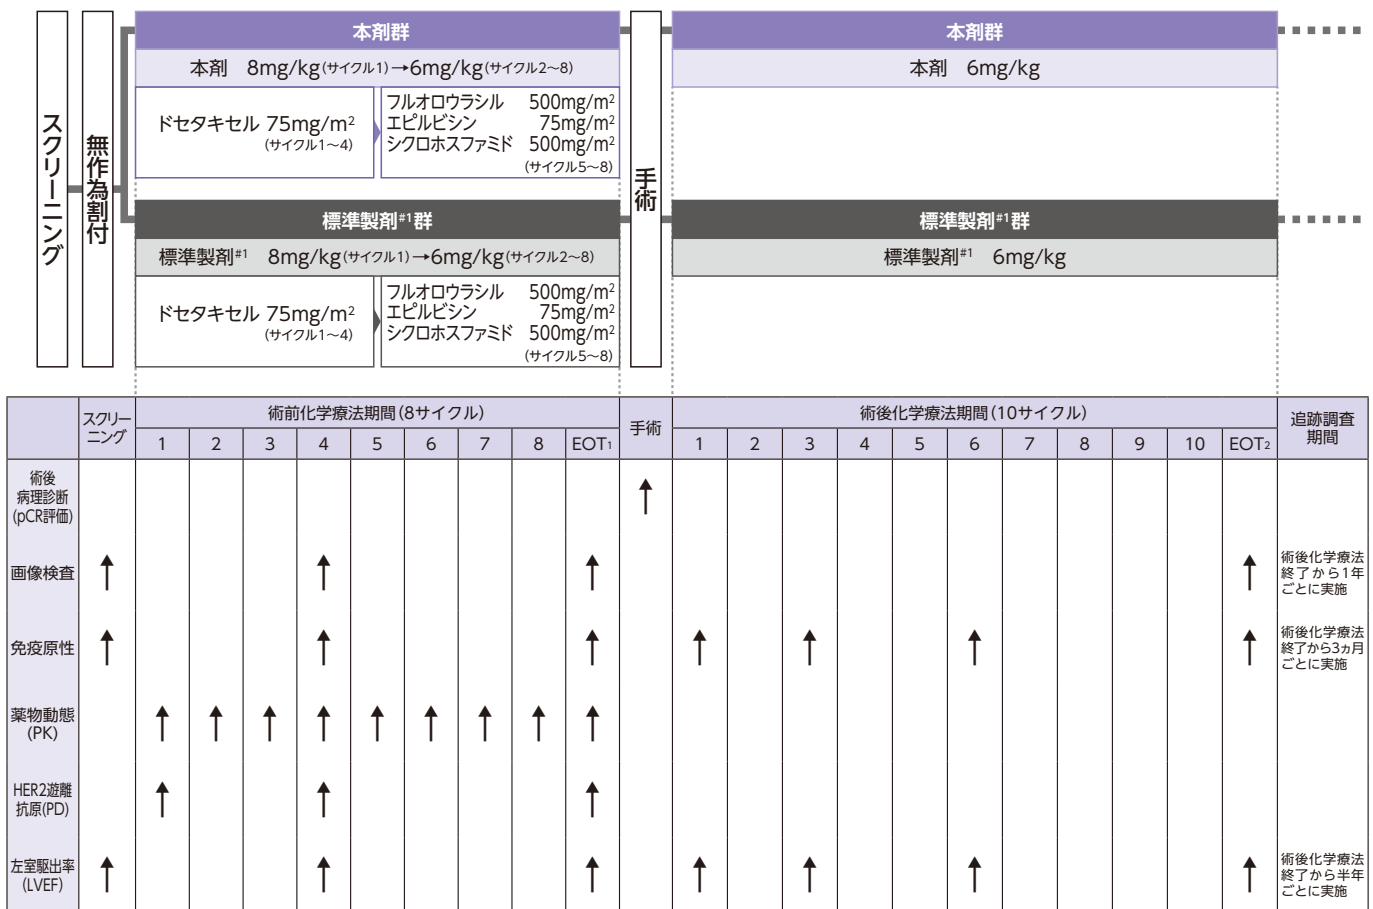 スクリーニング
無作為割付
本剤群
本剤 8mg/kg(サイクル1)→6mg/kg(サイクル2~8)
ドセタキセル 75mg/m²
(サイクル1~4)
フルオロウラシル 500mg/m²
エピルビシン 75mg/m²
シクロホスファミド 500mg/m²
(サイクル5~8)
標準製剤#1群
標準製剤#1 8mg/kg(サイクル1)→6mg/kg(サイクル2~8)
ドセタキセル 75mg/m²
(サイクル1~4)
フルオロウラシル 500mg/m²
エピルビシン 75mg/m²
シクロホスファミド 500mg/m²
(サイクル5~8)
手術
本剤群
本剤 6mg/kg
標準製剤#1群
標準製剤#1 6mg/kg
スクリー
ニング
術前化学療法期間(8サイクル)
1 2 3 4 5 6 7 8 EOT1
手術
術後化学療法期間(10サイクル)
1 2 3 4 5 6 7 8 9 10 EOT2
追跡調査
期間
術後
病理診断
(pCR評価)
画像検査
術後化学療法
終了から1年
ごとに実施
免疫原性
術後化学療法
終了から3ヵ月
ごとに実施
薬物動態
(PK)
HER2遊離
抗原(PD)
左室駆出率
(LVEF)
術後化学療法
終了から半年
ごとに実施